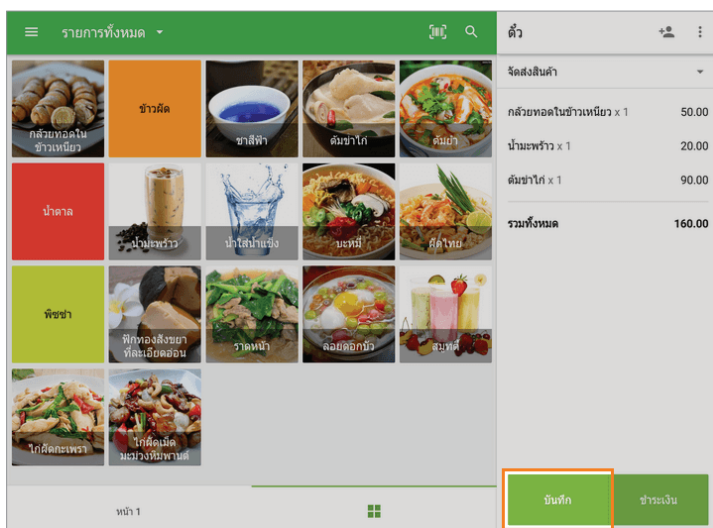 รายการทั้งหมด
กล้วยทอดใน
ข้าวเหนียว
ข้าวผัด
ชาสีฟ้า
ต้มข่าไก่
ต้มยำ
น้ำตาล
น้ำมะพร้าว
น้ำใส่น้ำแข็ง
บะหมี่
ผัดไทย
พิซซ่า
ฟักทองสังขยา
ที่ละเอียดอ่อน
ราดหน้า
ลอยดอกบัว
สมูทตี้
ไก่ผัดกะเพรา
ไก่ผัดเม็ด
มะม่วงหิมพานต์
หน้า 1
ตั๋ว
จัดส่งสินค้า
กล้วยทอดในข้าวเหนียว x 1 50.00
น้ำมะพร้าว x 1 20.00
ต้มข่าไก่ x 1 90.00
รวมทั้งหมด 160.00
บันทึก
ชำระเงิน